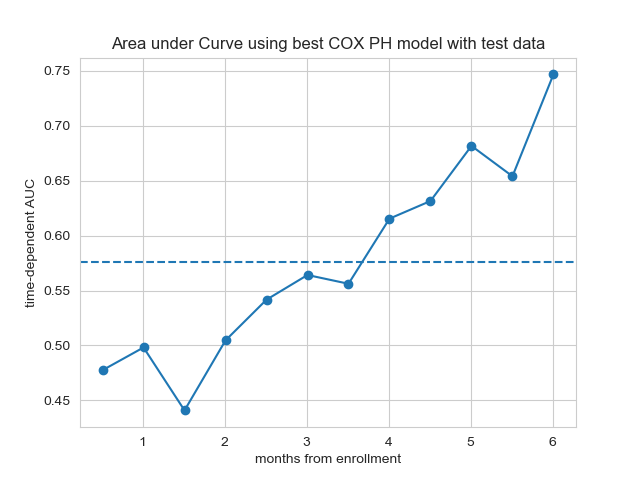 Area under Curve using best COX PH model with test data
0.75
0.70
0.65
0.60
0.55
0.50
0.45
time-dependent AUC
1 2 3 4 5 6
months from enrollment